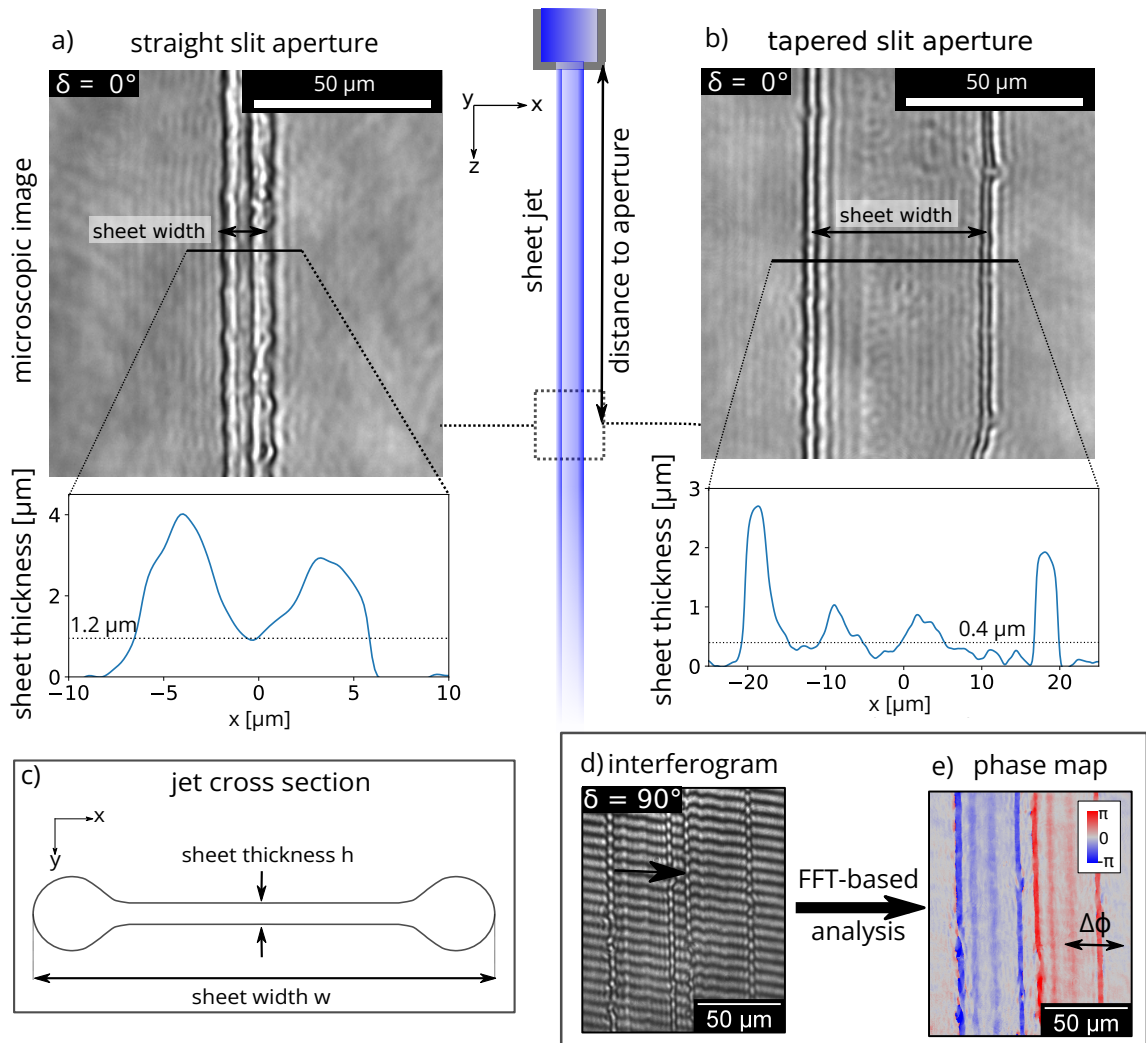 a) straight slit aperture
δ = 0°
50 µm
microscopic image
sheet width
y
x
z
sheet jet
distance to aperture
b) tapered slit aperture
δ = 0°
50 µm
sheet width
sheet thickness [µm]
4
2
0
1.2 µm
−10 −5 0 5 10
x [µm]
sheet thickness [µm]
3
2
1
0
0.4 µm
−20 −10 0 10 20
x [µm]
c) jet cross section
x
y
sheet thickness h
sheet width w
d) interferogram
δ = 90°
50 µm
FFT-based
analysis
e) phase map
π
0
-π
Δϕ
50 µm